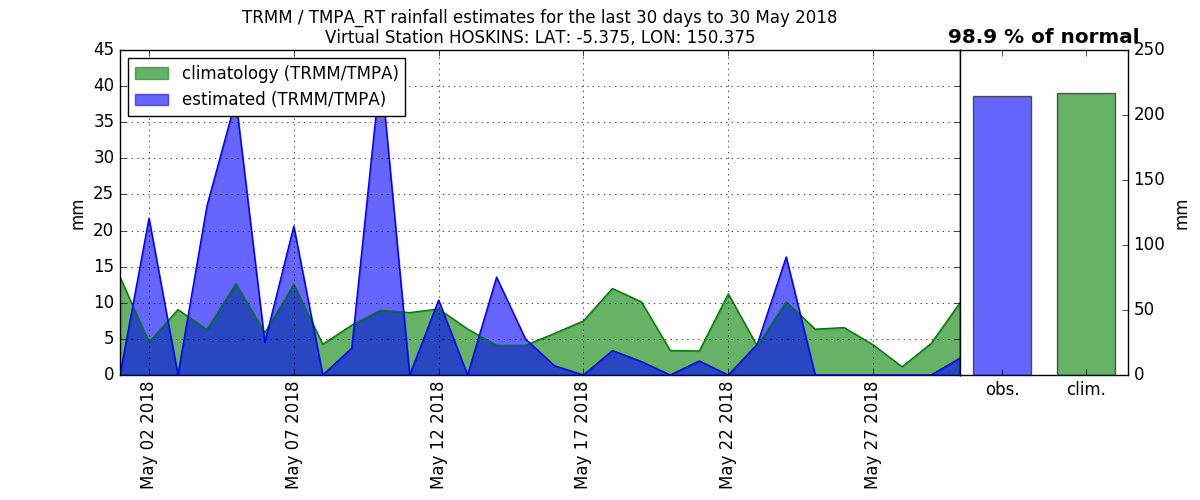 TRMM / TMPA_RT rainfall estimates for the last 30 days to 30 May 2018
Virtual Station HOSKINS: LAT: -5.375, LON: 150.375
98.9 % of normal
climatology (TRMM/TMPA)
estimated (TRMM/TMPA)
45
40
35
30
25
20
15
10
5
0
mm
250
200
150
100
50
0
mm
obs.
clim.
May 02 2018
May 07 2018
May 12 2018
May 17 2018
May 22 2018
May 27 2018